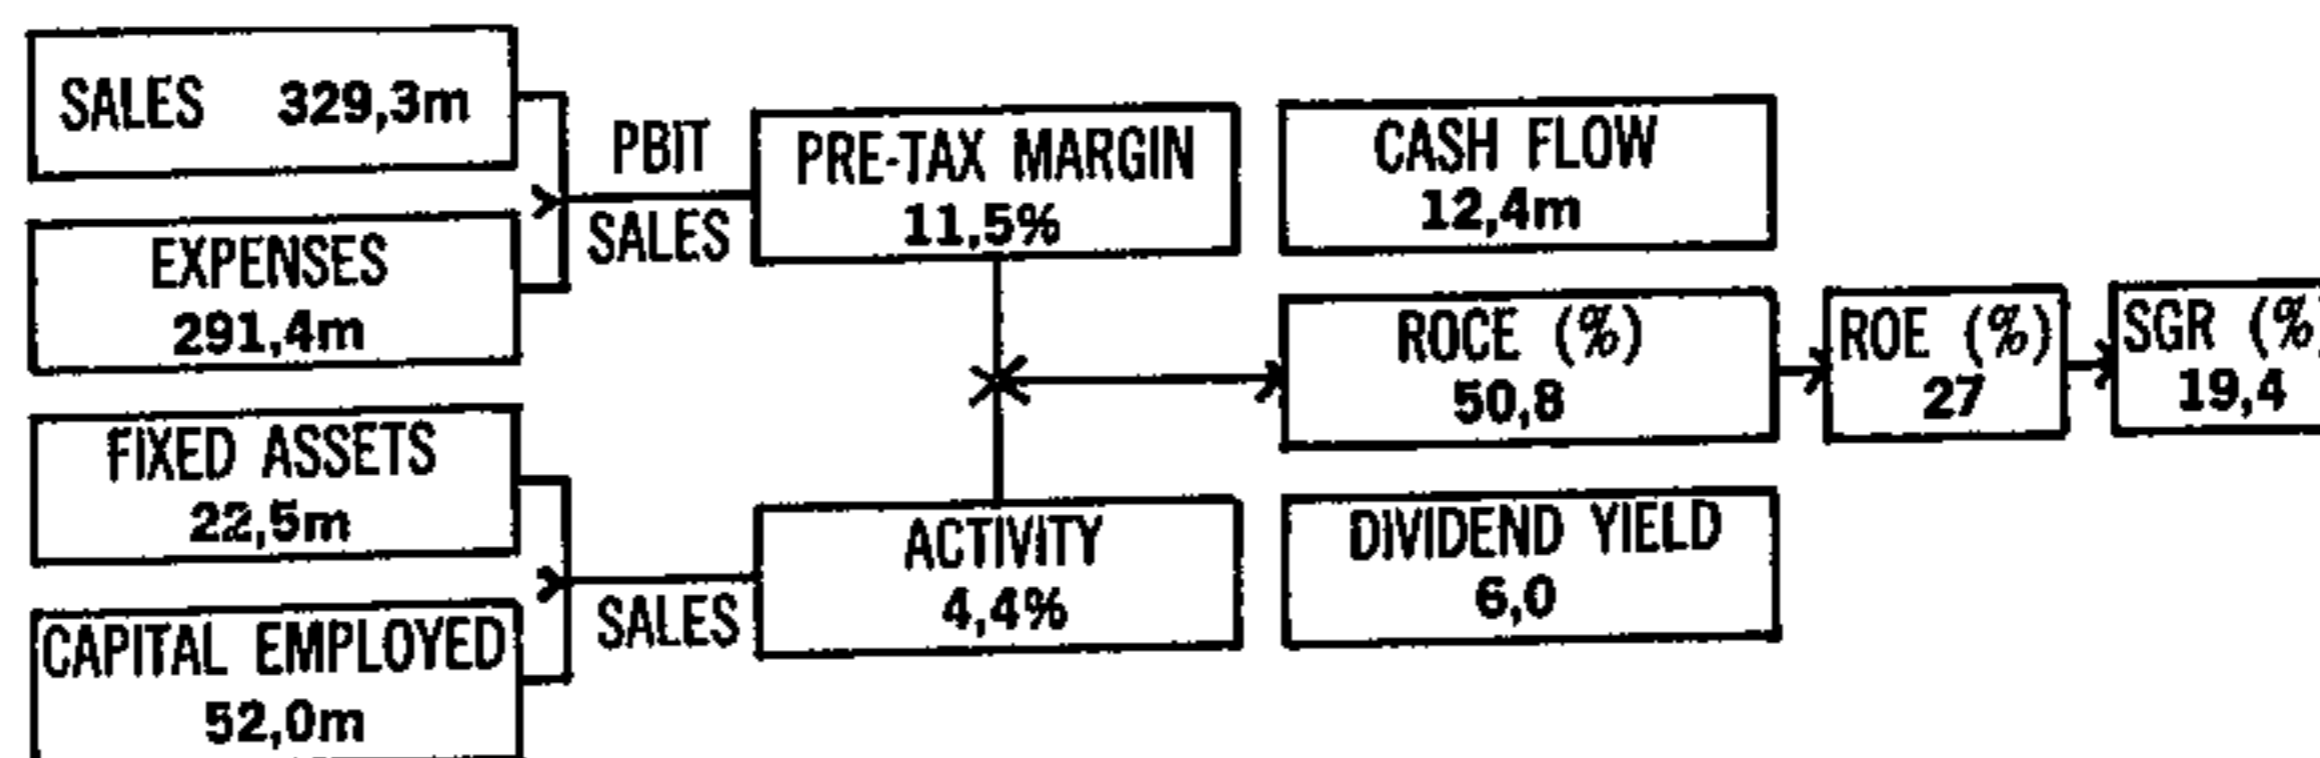 SALES 329,3m
EXPENSES
291,4m
FIXED ASSETS
22,5m
CAPITAL EMPLOYED
52,0m
PBIT
SALES
SALES
PRE-TAX MARGIN
11,5%
ACTIVITY
4,4%
CASH FLOW
12,4m
ROCE (%)
50,8
DIVIDEND YIELD
6,0
ROE (%)
27
SGR (%)
19,4